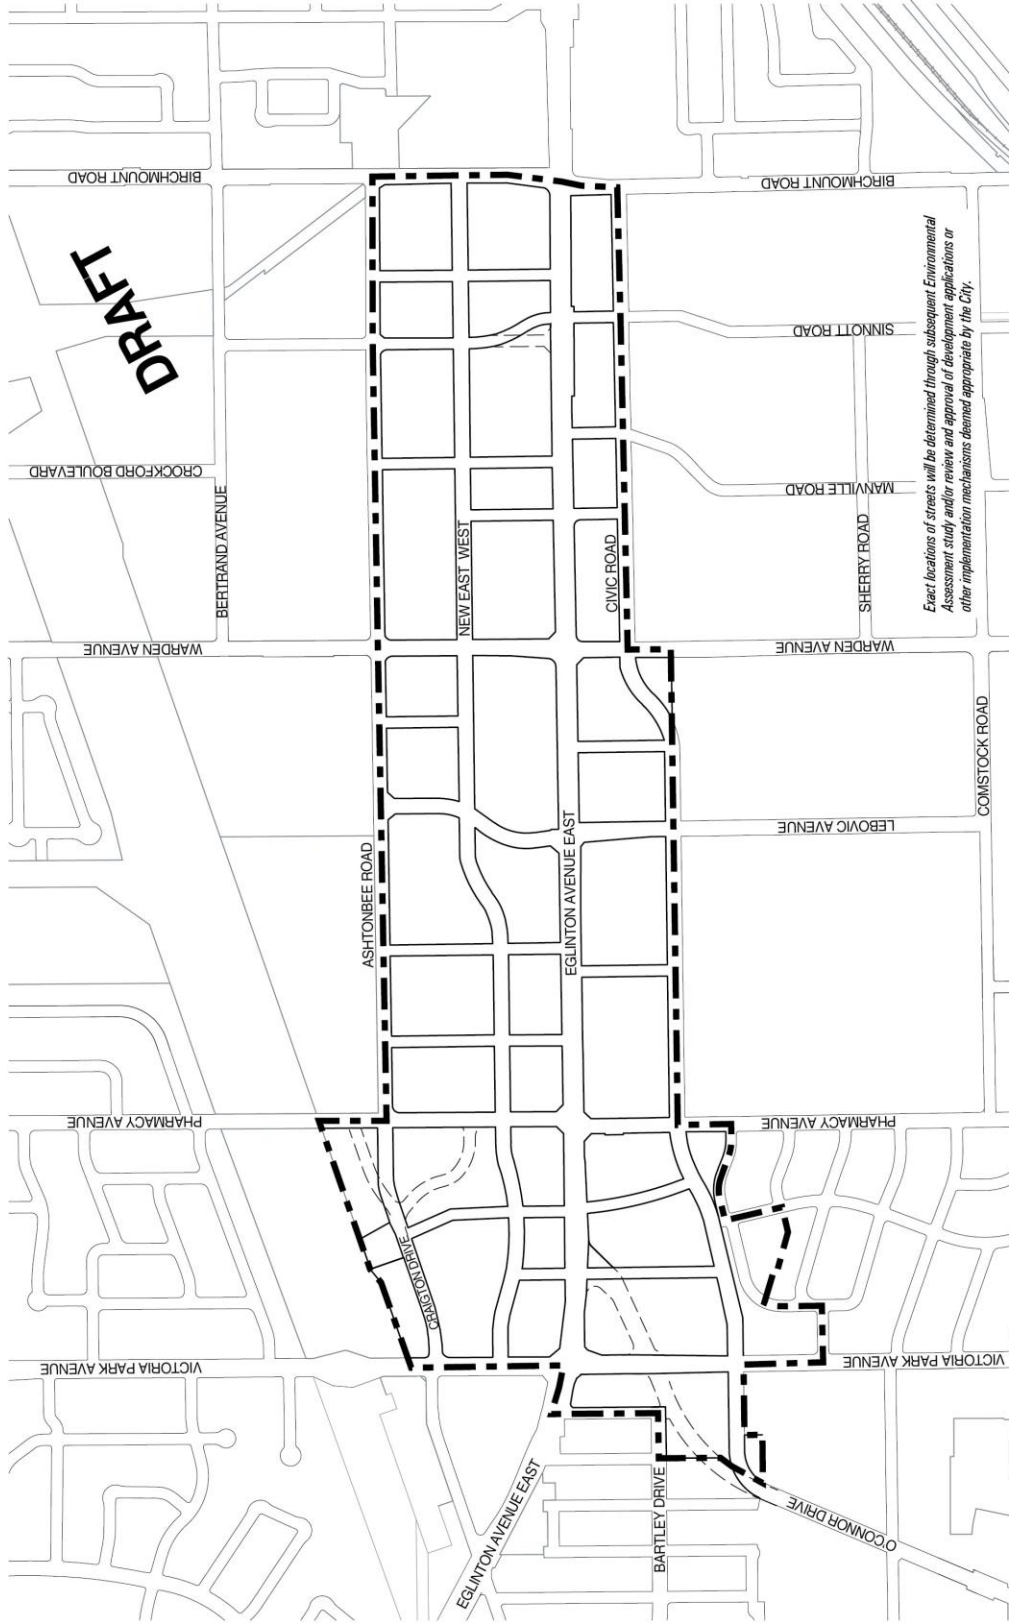 BIRCHMOUNT ROAD
BIRCHMOUNT ROAD
DRAFT
SINNOTT ROAD
CROCKFORD BOULEVARD
MANVILLE ROAD
BERTRAND AVENUE
NEW EAST WEST
CIVIC ROAD
SHERRY ROAD
Exact locations of streets will be determined through subsequent Environmental
Assessment study and/or review and approval of development applications or
other implementation mechanisms deemed appropriate by the City.
WARDEN AVENUE
WARDEN AVENUE
COMSTOCK ROAD
LEBOVIC AVENUE
ASHTONBEE ROAD
EGLINTON AVENUE EAST
PHARMACY AVENUE
PHARMACY AVENUE
CRAIGTON DRIVE
VICTORIA PARK AVENUE
VICTORIA PARK AVENUE
EGLINTON AVENUE EAST
BARTLEY DRIVE
O'CONNOR DRIVE